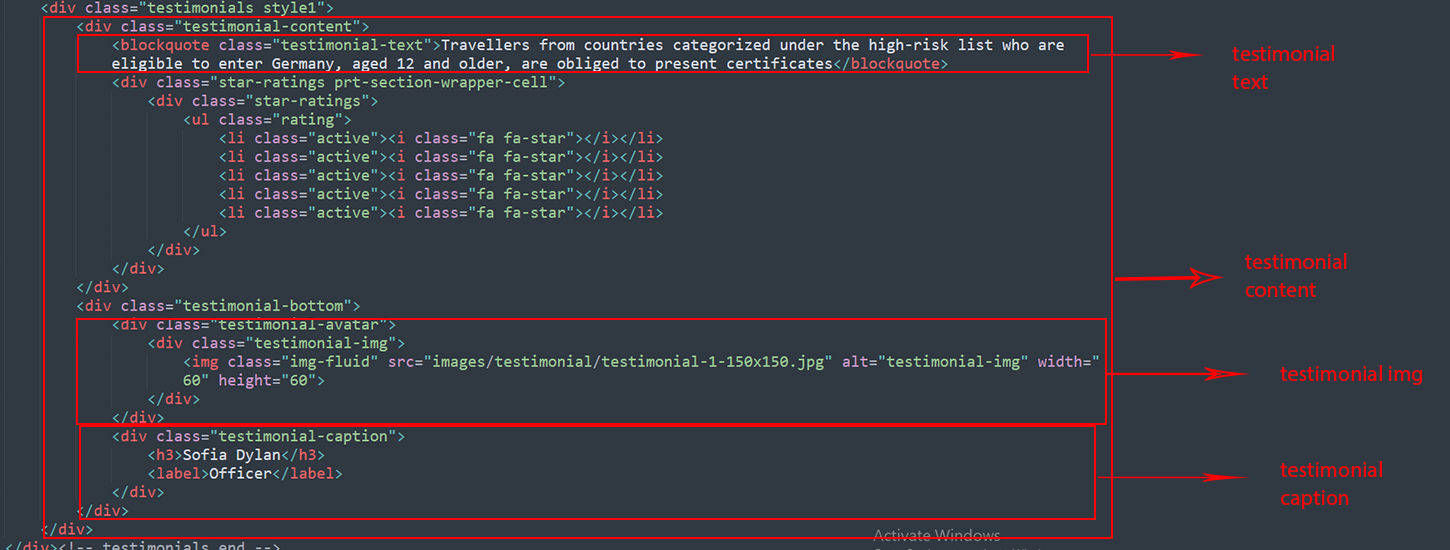 <div class="testimonials style1">
<div class="testimonial-content">
<blockquote class="testimonial-text">Travellers from countries categorized under the high-risk list who are
eligible to enter Germany, aged 12 and older, are obliged to present certificates</blockquote>
testimonial
text
<div class="star-ratings prt-section-wrapper-cell">
<div class="star-ratings">
<ul class="rating">
<li class="active"><i class="fa fa-star"></i></li>
<li class="active"><i class="fa fa-star"></i></li>
<li class="active"><i class="fa fa-star"></i></li>
<li class="active"><i class="fa fa-star"></i></li>
<li class="active"><i class="fa fa-star"></i></li>
</ul>
</div>
</div>
</div>
testimonial
content
<div class="testimonial-bottom">
<div class="testimonial-avatar">
<div class="testimonial-img">
<img class="img-fluid" src="images/testimonial/testimonial-1-150x150.jpg" alt="testimonial-img" width="
60" height="60">
</div>
</div>
testimonial img
<div class="testimonial-caption">
<h3>Sofia Dylan</h3>
<label>Officer</label>
</div>
</div>
testimonial
caption
</div>
Activate Windows
</div><!-- testimonials end -->